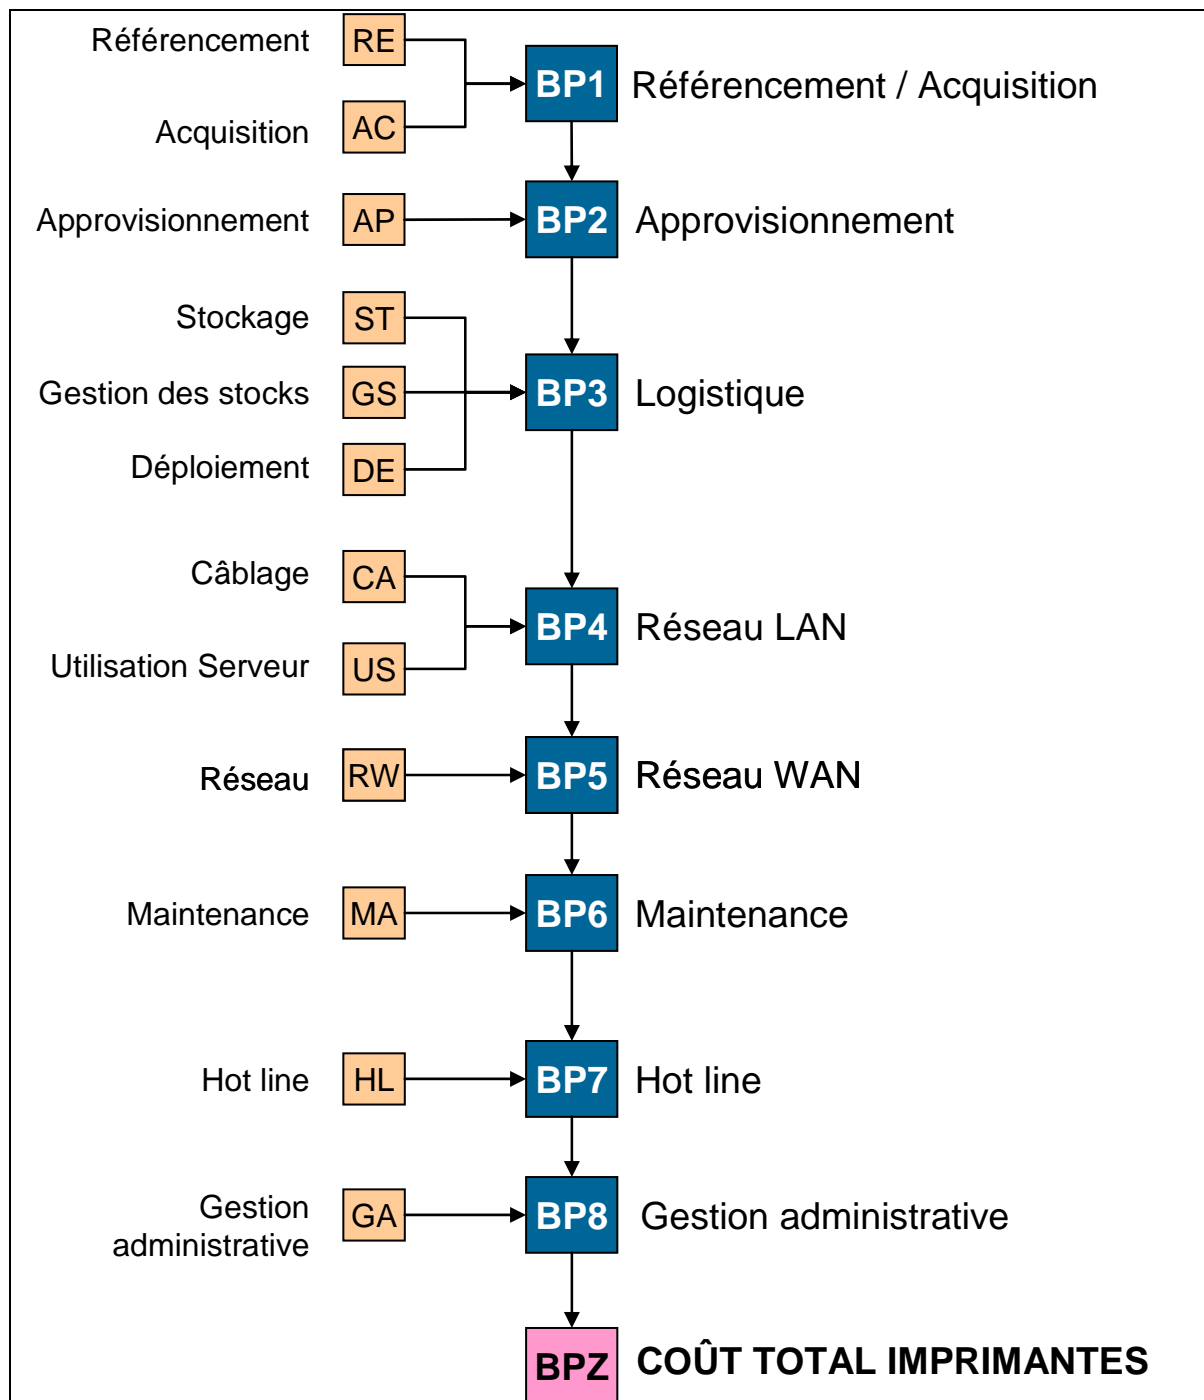 Référencement RE
BP1 Référencement / Acquisition
Acquisition AC
Approvisionnement AP BP2 Approvisionnement
Stockage ST
Gestion des stocks GS BP3 Logistique
Déploiement DE
Câblage CA
BP4 Réseau LAN
Utilisation Serveur US
Réseau RW BP5 Réseau WAN
Maintenance MA BP6 Maintenance
Hot line HL BP7 Hot line
Gestion
administrative GA BP8 Gestion administrative
BPZ COÛT TOTAL IMPRIMANTES